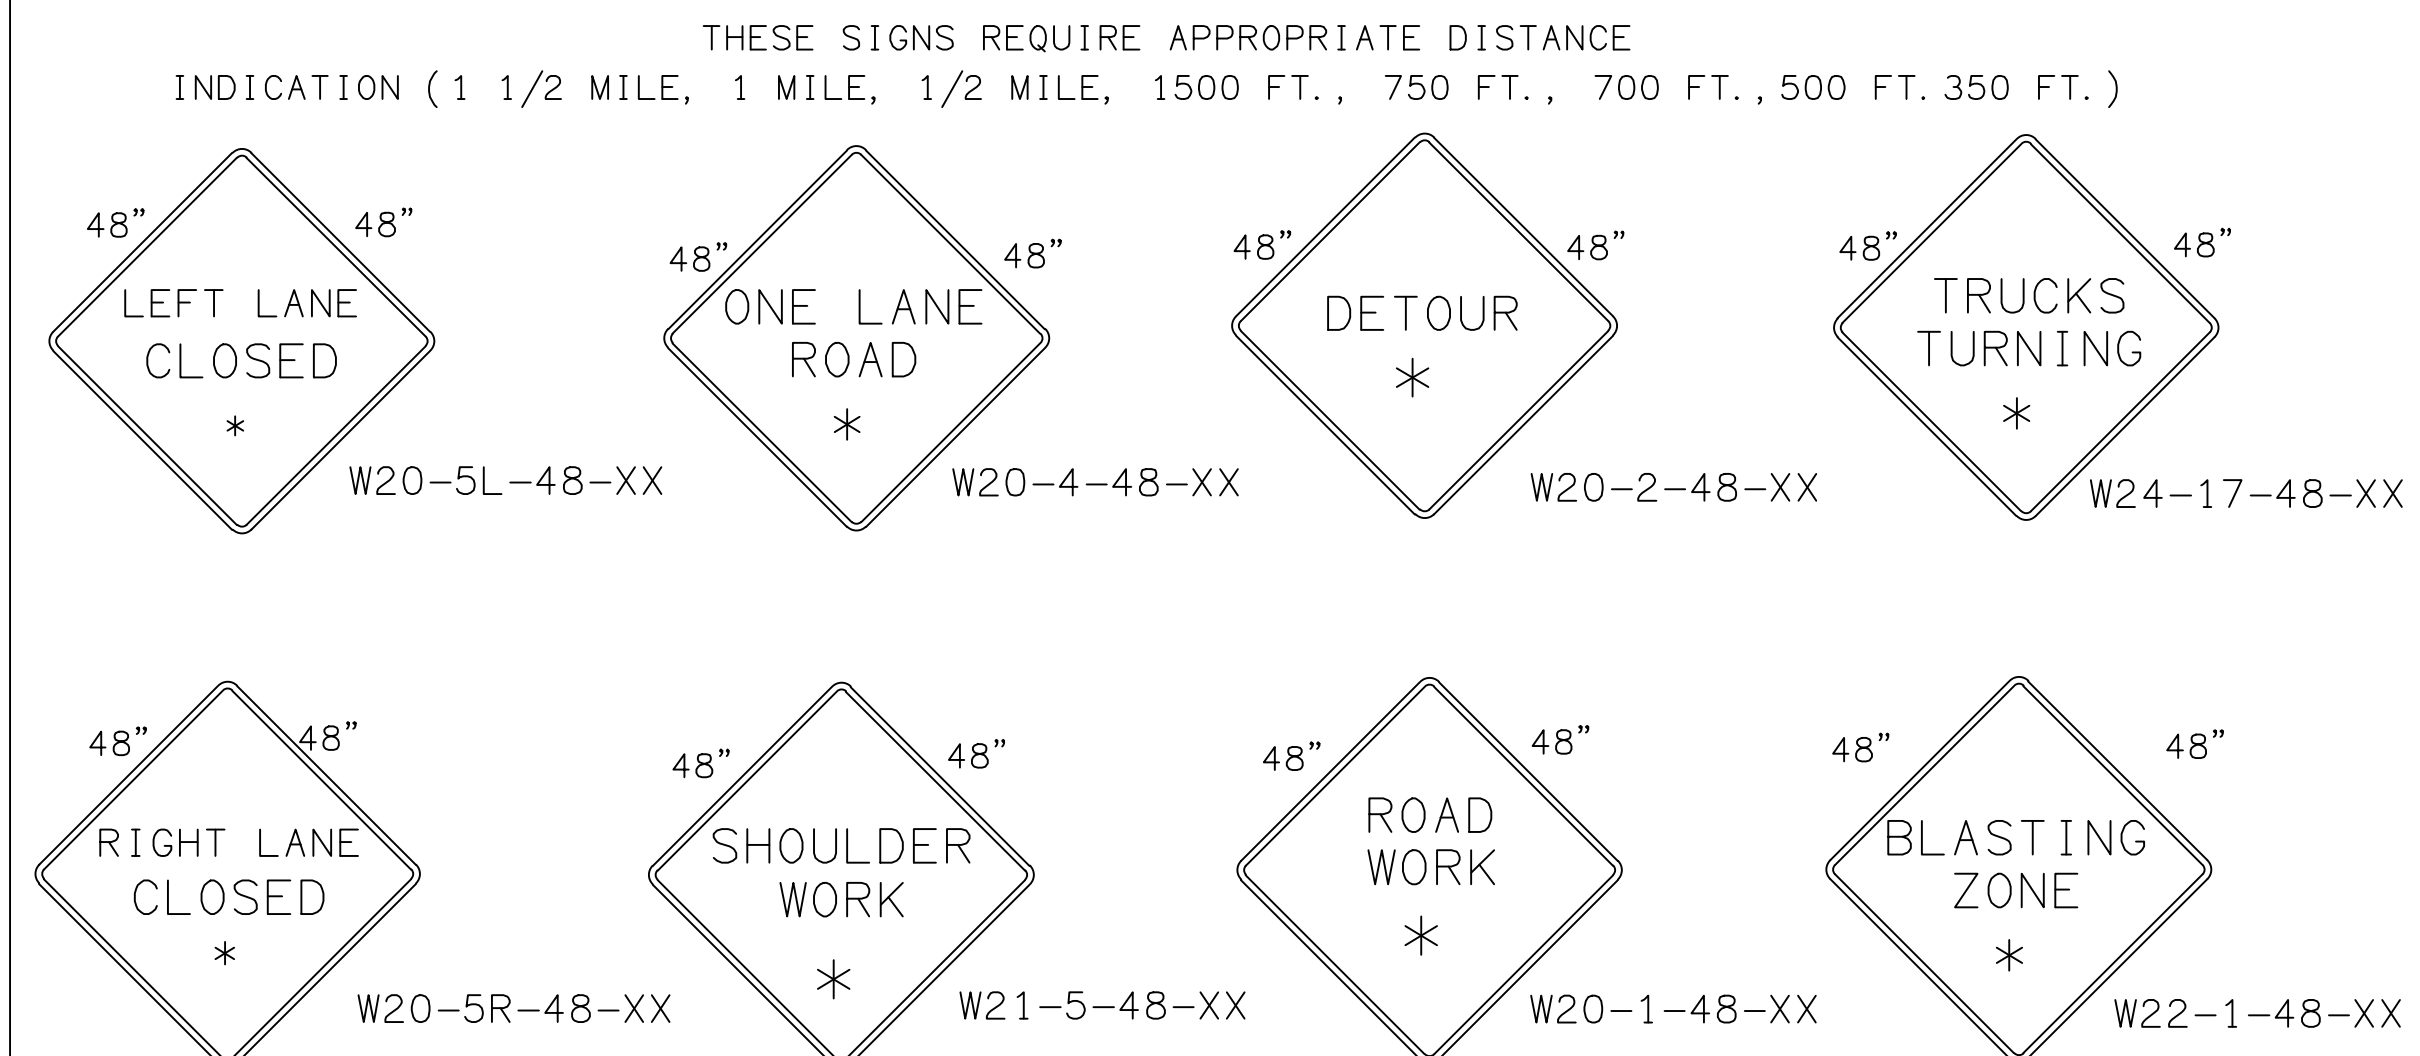 THESE SIGNS REQUIRE APPROPRIATE DISTANCE
INDICATION (1 1/2 MILE, 1 MILE, 1/2 MILE, 1500 FT., 750 FT., 700 FT.,500 FT. 350 FT.)
48”
48”
LEFT LANE
CLOSED
*
W20-5L-48-XX
48”
48”
ONE LANE
ROAD
*
W20-4-48-XX
48”
48”
DETOUR
*
W20-2-48-XX
48”
48”
TRUCKS
TURNING
*
W24-17-48-XX
48”
48”
RIGHT LANE
CLOSED
*
W20-5R-48-XX
48”
48”
SHOULDER
WORK
*
W21-5-48-XX
48”
48”
ROAD
WORK
*
W20-1-48-XX
48”
48”
BLASTING
ZONE
*
W22-1-48-XX